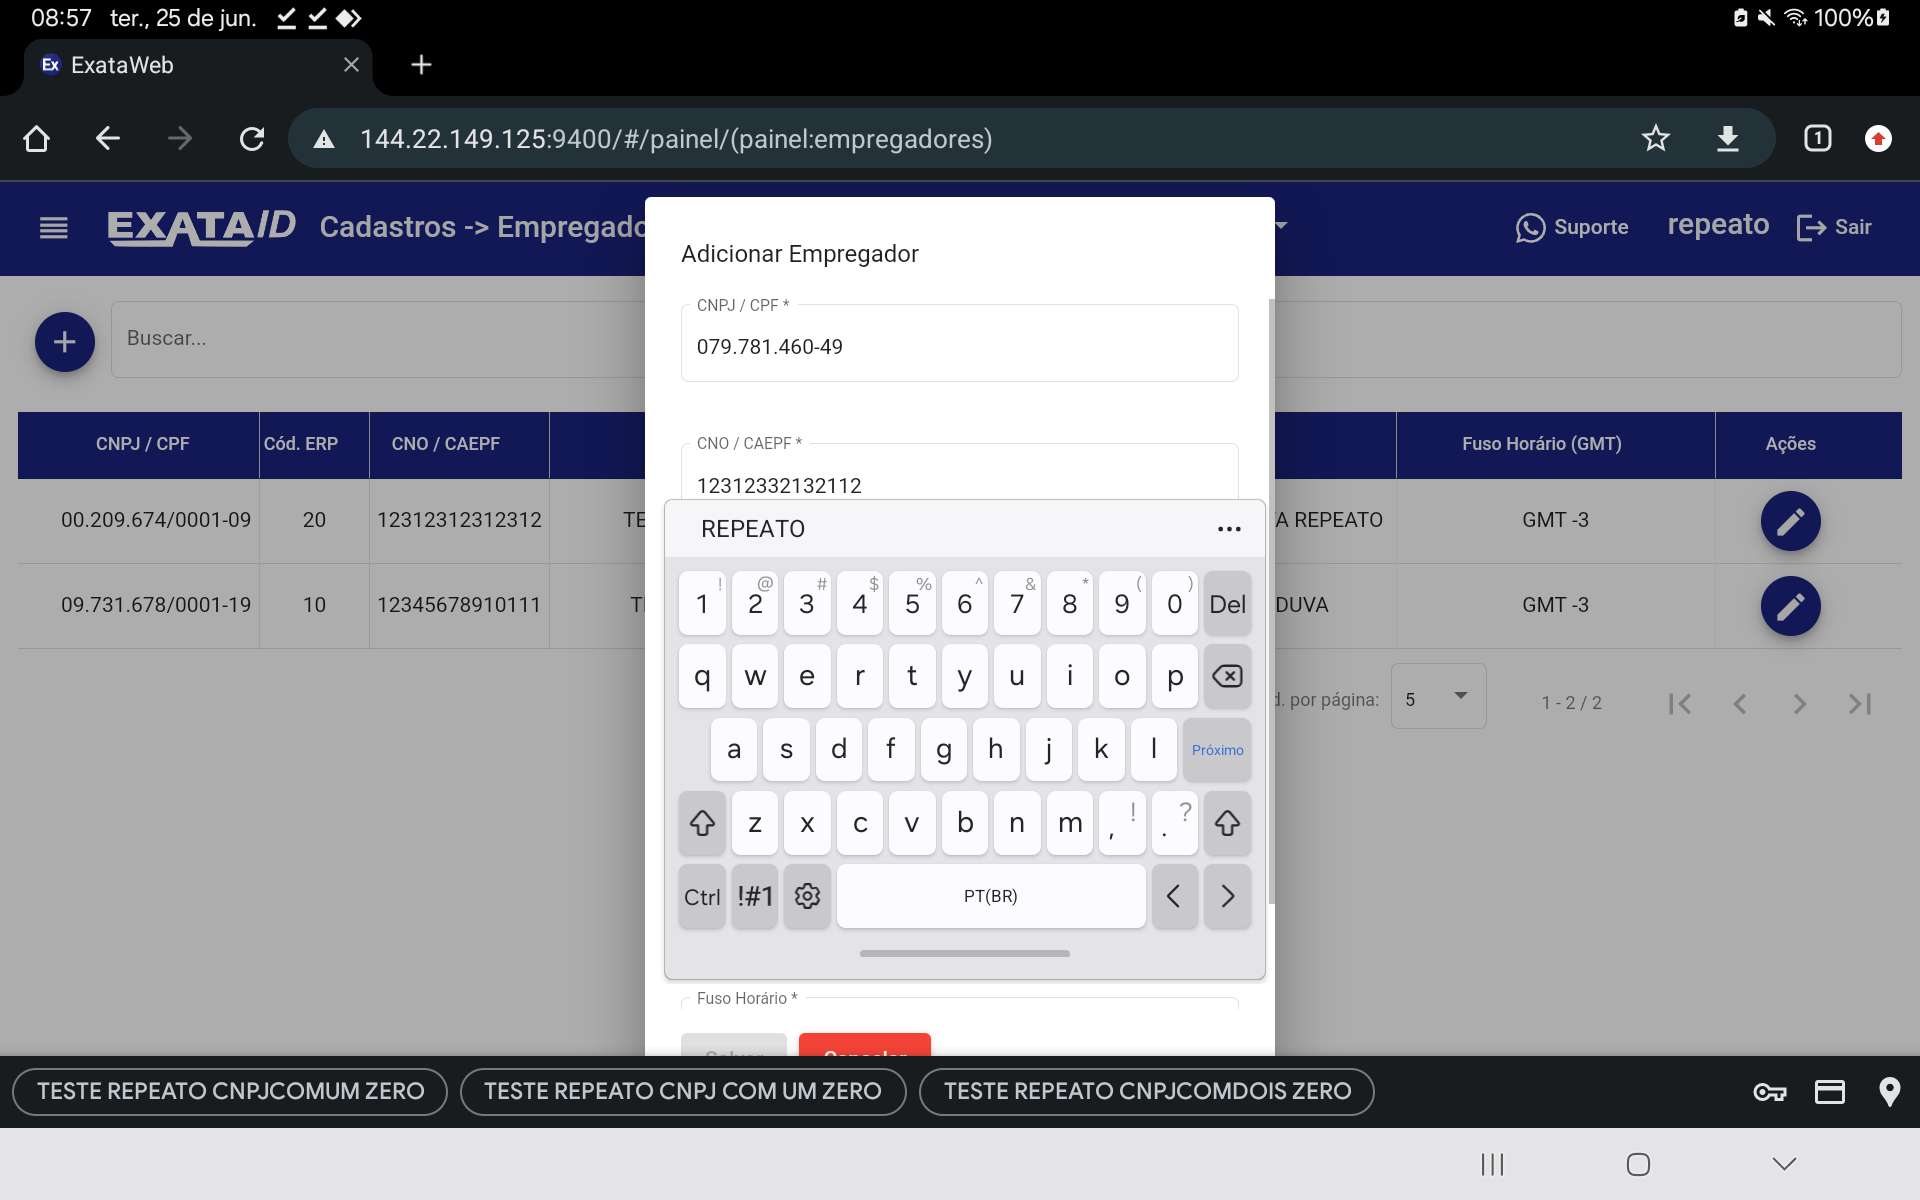 08:57 ter., 25 de jun.
100%
Ex ExataWeb
144.22.149.125:9400/#/painel/(painel:empregadores)
1
EXATA ID
Cadastros -> Empregado
Suporte
repeato
Sair
Adicionar Empregador
CNPJ / CPF *
079.781.460-49
Buscar...
CNO / CAEPF *
12312332132112
CNPJ / CPF Cód. ERP CNO / CAEPF Fuso Horário (GMT) Ações
00.209.674/0001-09 20 12312312312312 TE A REPEATO GMT -3
09.731.678/0001-19 10 12345678910111 T DUVA GMT -3
d. por página: 5 1 - 2 / 2
REPEATO
! @ # $ % ^ & * ( )
1 2 3 4 5 6 7 8 9 0 Del
q w e r t y u i o p
a s d f g h j k l Próximo
z x c v b n m , ! . ?
Ctrl !#1 PT(BR) < >
Fuso Horário *
Salvar Cancelar
TESTE REPEATO CNPJCOMUM ZERO
TESTE REPEATO CNPJ COM UM ZERO
TESTE REPEATO CNPJCOMDOIS ZERO